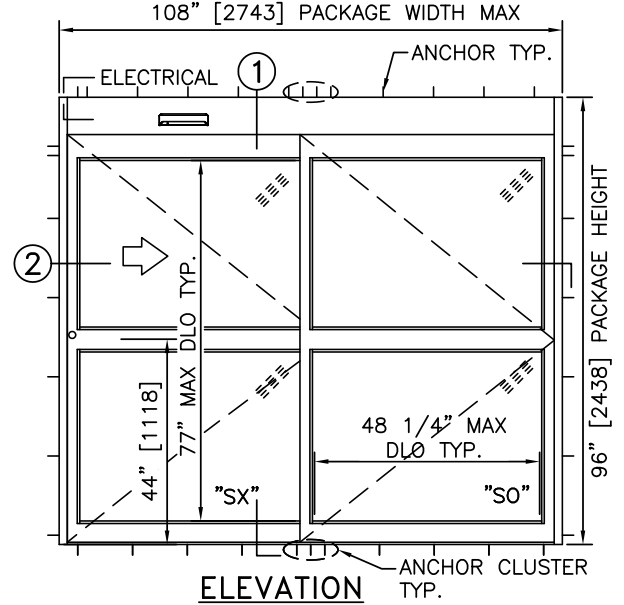 108" [2743] PACKAGE WIDTH MAX
ANCHOR TYP.
ELECTRICAL
1
2
77" MAX DLO TYP.
44" [1118]
96" [2438] PACKAGE HEIGHT
48 1/4" MAX
DLO TYP.
"SX"
"SO"
ANCHOR CLUSTER
TYP.
ELEVATION